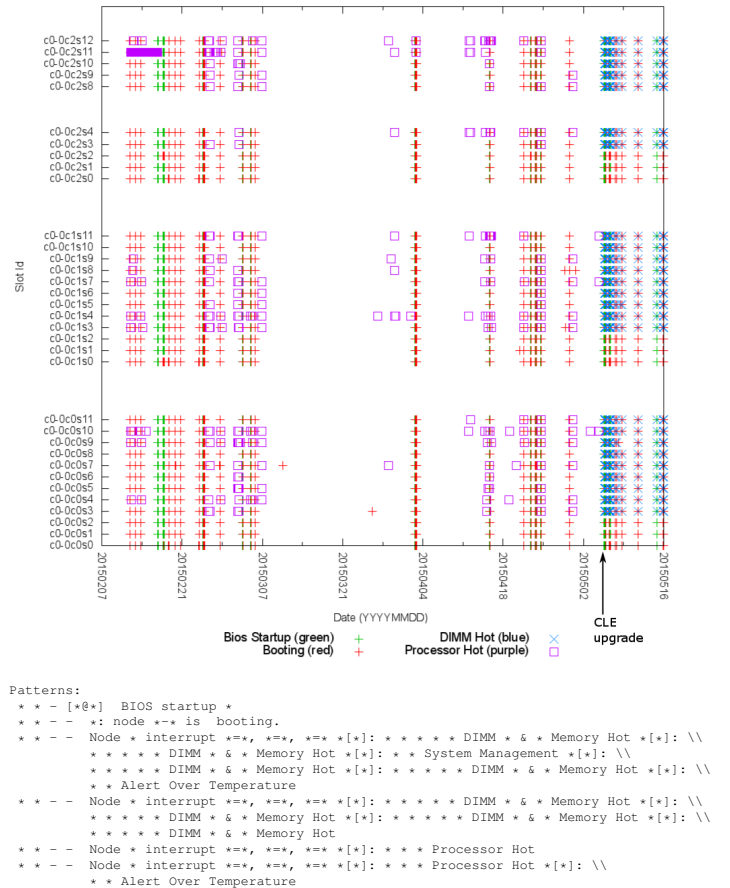 c0-0c2s12
c0-0c2s11
c0-0c2s10
c0-0c2s9
c0-0c2s8
c0-0c2s4
c0-0c2s3
c0-0c2s2
c0-0c2s1
c0-0c2s0
c0-0c1s11
c0-0c1s10
c0-0c1s9
c0-0c1s8
c0-0c1s7
c0-0c1s6
c0-0c1s5
c0-0c1s4
c0-0c1s3
c0-0c1s2
c0-0c1s1
c0-0c1s0
c0-0c0s11
c0-0c0s10
c0-0c0s9
c0-0c0s8
c0-0c0s7
c0-0c0s6
c0-0c0s5
c0-0c0s4
c0-0c0s3
c0-0c0s2
c0-0c0s1
c0-0c0s0
Slot Id
20150207
20150221
20150307
20150321
20150404
20150418
20150502
20150516
Date (YYYYMMDD)
CLE
upgrade
Bios Startup (green)
Booting (red)
DIMM Hot (blue)
Processor Hot (purple)
Patterns:
* * - [*@*] BIOS startup *
* * - - *: node *-* is booting.
* * - - Node * interrupt *=*, *=*, *=* *[*]: * * * * * DIMM * & * Memory Hot *[*]: \\
* * * * * DIMM * & * Memory Hot *[*]: * * System Management *[*]: \\
* * * * * DIMM * & * Memory Hot *[*]: * * * * * DIMM * & * Memory Hot *[*]: \\
* * Alert Over Temperature
* * - - Node * interrupt *=*, *=*, *=* *[*]: * * * * * DIMM * & * Memory Hot *[*]: \\
* * * * * DIMM * & * Memory Hot *[*]: * * * * * DIMM * & * Memory Hot *[*]: \\
* * * * * DIMM * & * Memory Hot
* * - - Node * interrupt *=*, *=*, *=* *[*]: * * * Processor Hot
* * - - Node * interrupt *=*, *=*, *=* *[*]: * * * Processor Hot *[*]: \\
* * Alert Over Temperature